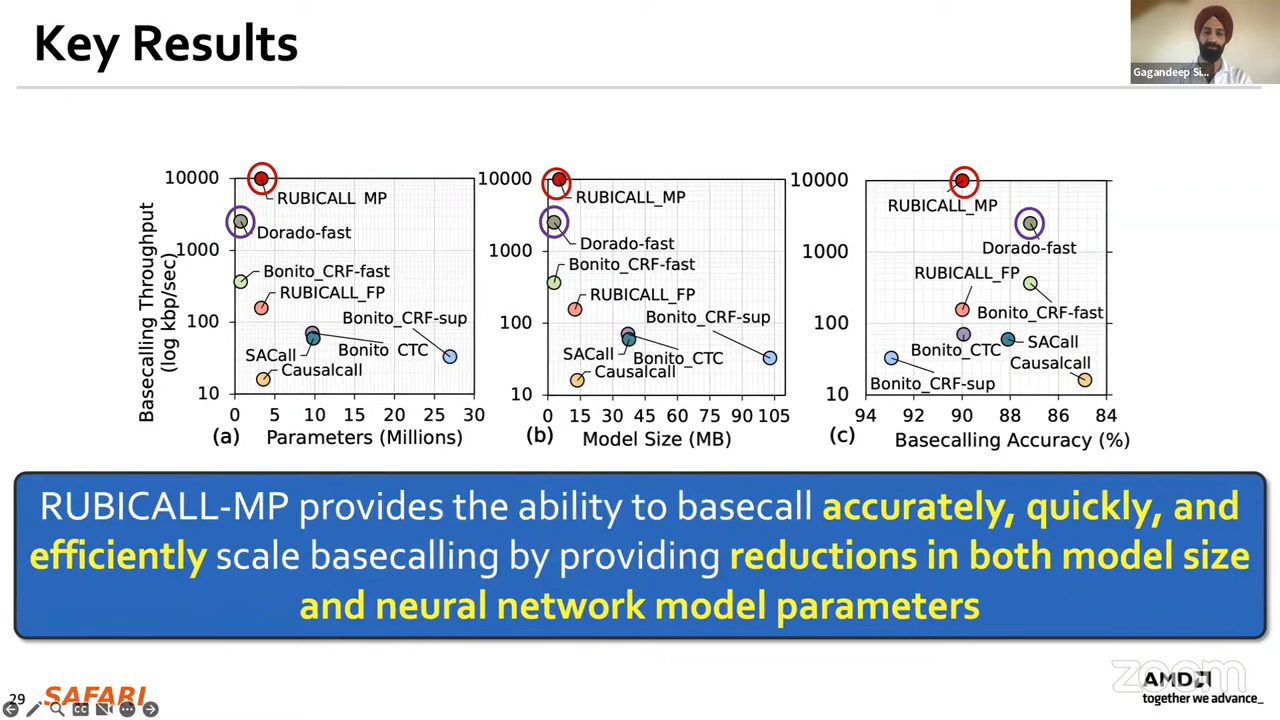 Key Results
Gagandeep Si...
Basecalling Throughput
(log kbp/sec)
10000
1000
100
10
RUBICALL MP
Dorado-fast
Bonito_CRF-fast
RUBICALL_FP
Bonito_CRF-sup
SACall
Bonito CTC
Causalcall
0 5 10 15 20 25 30
(a) Parameters (Millions)
10000
1000
100
10
RUBICALL_MP
Dorado-fast
Bonito_CRF-fast
RUBICALL_FP
Bonito_CRF-sup
SACall
Bonito_CTC
Causalcall
0 15 30 45 60 75 90 105
(b) Model Size (MB)
10000
1000
100
10
RUBICALL_MP
Dorado-fast
RUBICALL_FP
Bonito_CRF-fast
Bonito_CTC
SACall
Causalcall
Bonito_CRF-sup
94 92 90 88 86 84
(c) Basecalling Accuracy (%)
RUBICALL-MP provides the ability to basecall accurately, quickly, and
efficiently scale basecalling by providing reductions in both model size
and neural network model parameters
29
SAFARI
CC
zoom
AMD
together we advance_